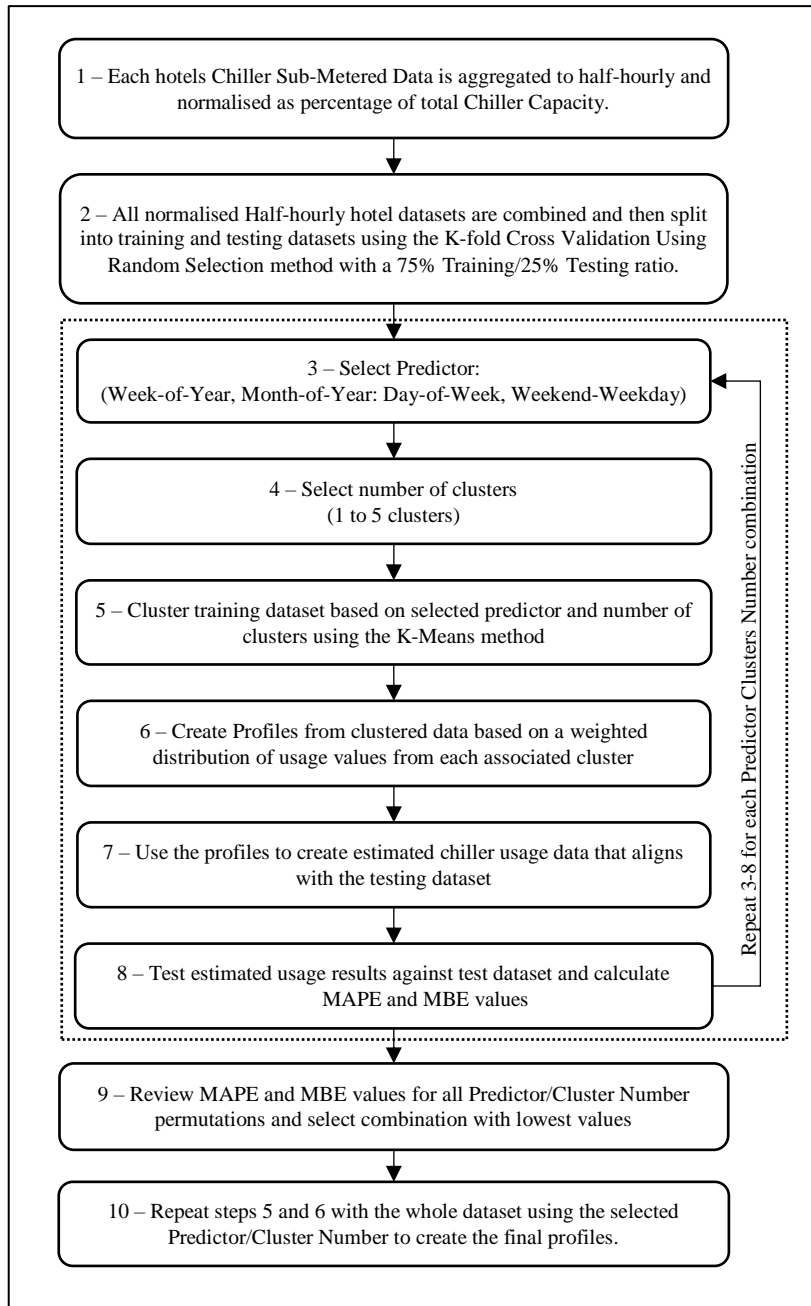 1 – Each hotels Chiller Sub-Metered Data is aggregated to half-hourly and
normalised as percentage of total Chiller Capacity.
2 – All normalised Half-hourly hotel datasets are combined and then split
into training and testing datasets using the K-fold Cross Validation Using
Random Selection method with a 75% Training/25% Testing ratio.
3 – Select Predictor:
(Week-of-Year, Month-of-Year: Day-of-Week, Weekend-Weekday)
4 – Select number of clusters
(1 to 5 clusters)
5 – Cluster training dataset based on selected predictor and number of
clusters using the K-Means method
6 – Create Profiles from clustered data based on a weighted
distribution of usage values from each associated cluster
7 – Use the profiles to create estimated chiller usage data that aligns
with the testing dataset
8 – Test estimated usage results against test dataset and calculate
MAPE and MBE values
Repeat 3-8 for each Predictor Clusters Number combination
9 – Review MAPE and MBE values for all Predictor/Cluster Number
permutations and select combination with lowest values
10 – Repeat steps 5 and 6 with the whole dataset using the selected
Predictor/Cluster Number to create the final profiles.